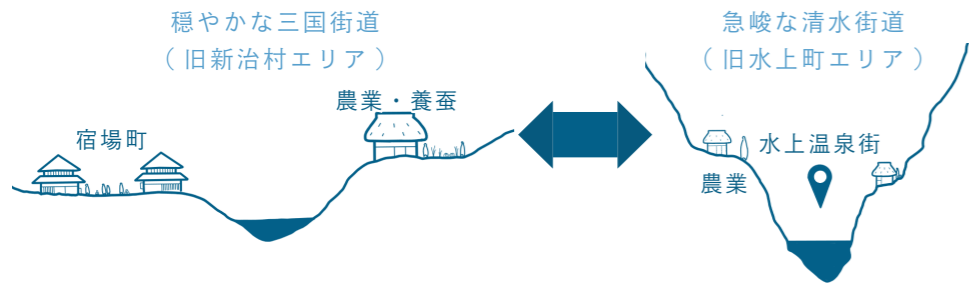 穏やかな三国街道
（旧新治村エリア）
農業・養蚕
宿場町
急峻な清水街道
（旧水上町エリア）
水上温泉街
農業